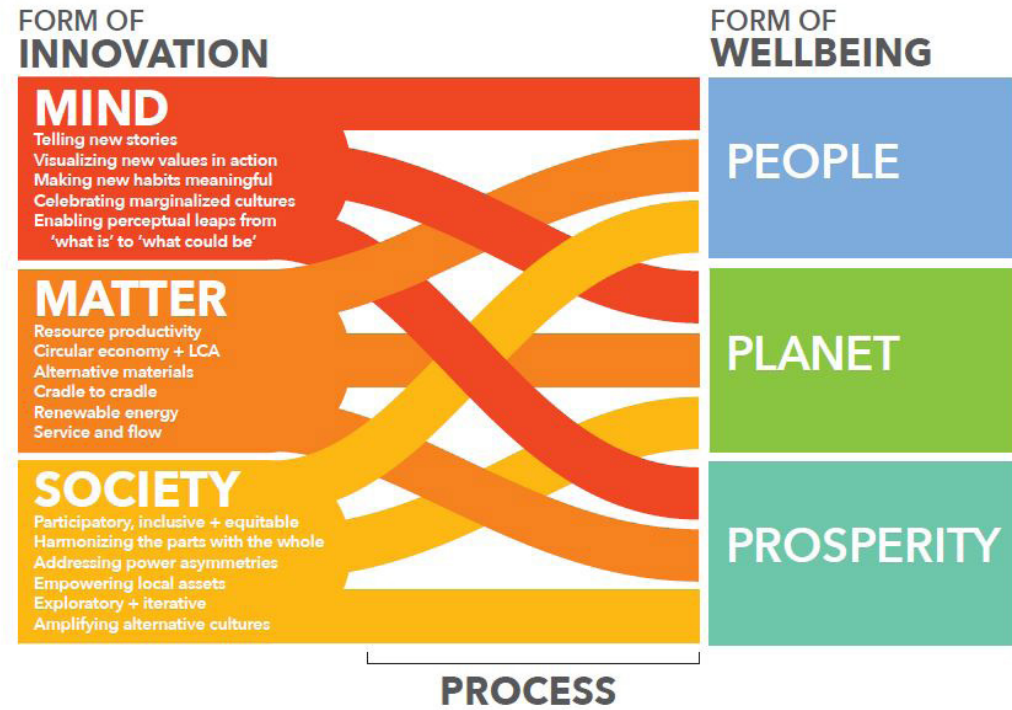 FORM OF
INNOVATION
MIND
Telling new stories
Visualizing new values in action
Making new habits meaningful
Celebrating marginalized cultures
Enabling perceptual leaps from
‘what is’ to ‘what could be’
MATTER
Resource productivity
Circular economy + LCA
Alternative materials
Cradle to cradle
Renewable energy
Service and flow
SOCIETY
Participatory, inclusive + equitable
Harmonizing the parts with the whole
Addressing power asymmetries
Empowering local assets
Exploratory + iterative
Amplifying alternative cultures
FORM OF
WELLBEING
PEOPLE
PLANET
PROSPERITY
PROCESS